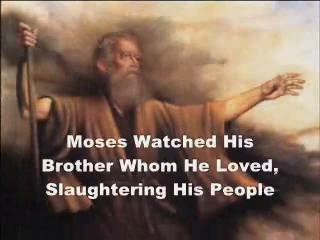 Moses Watched His
Brother Whom He Loved,
Slaughtering His People